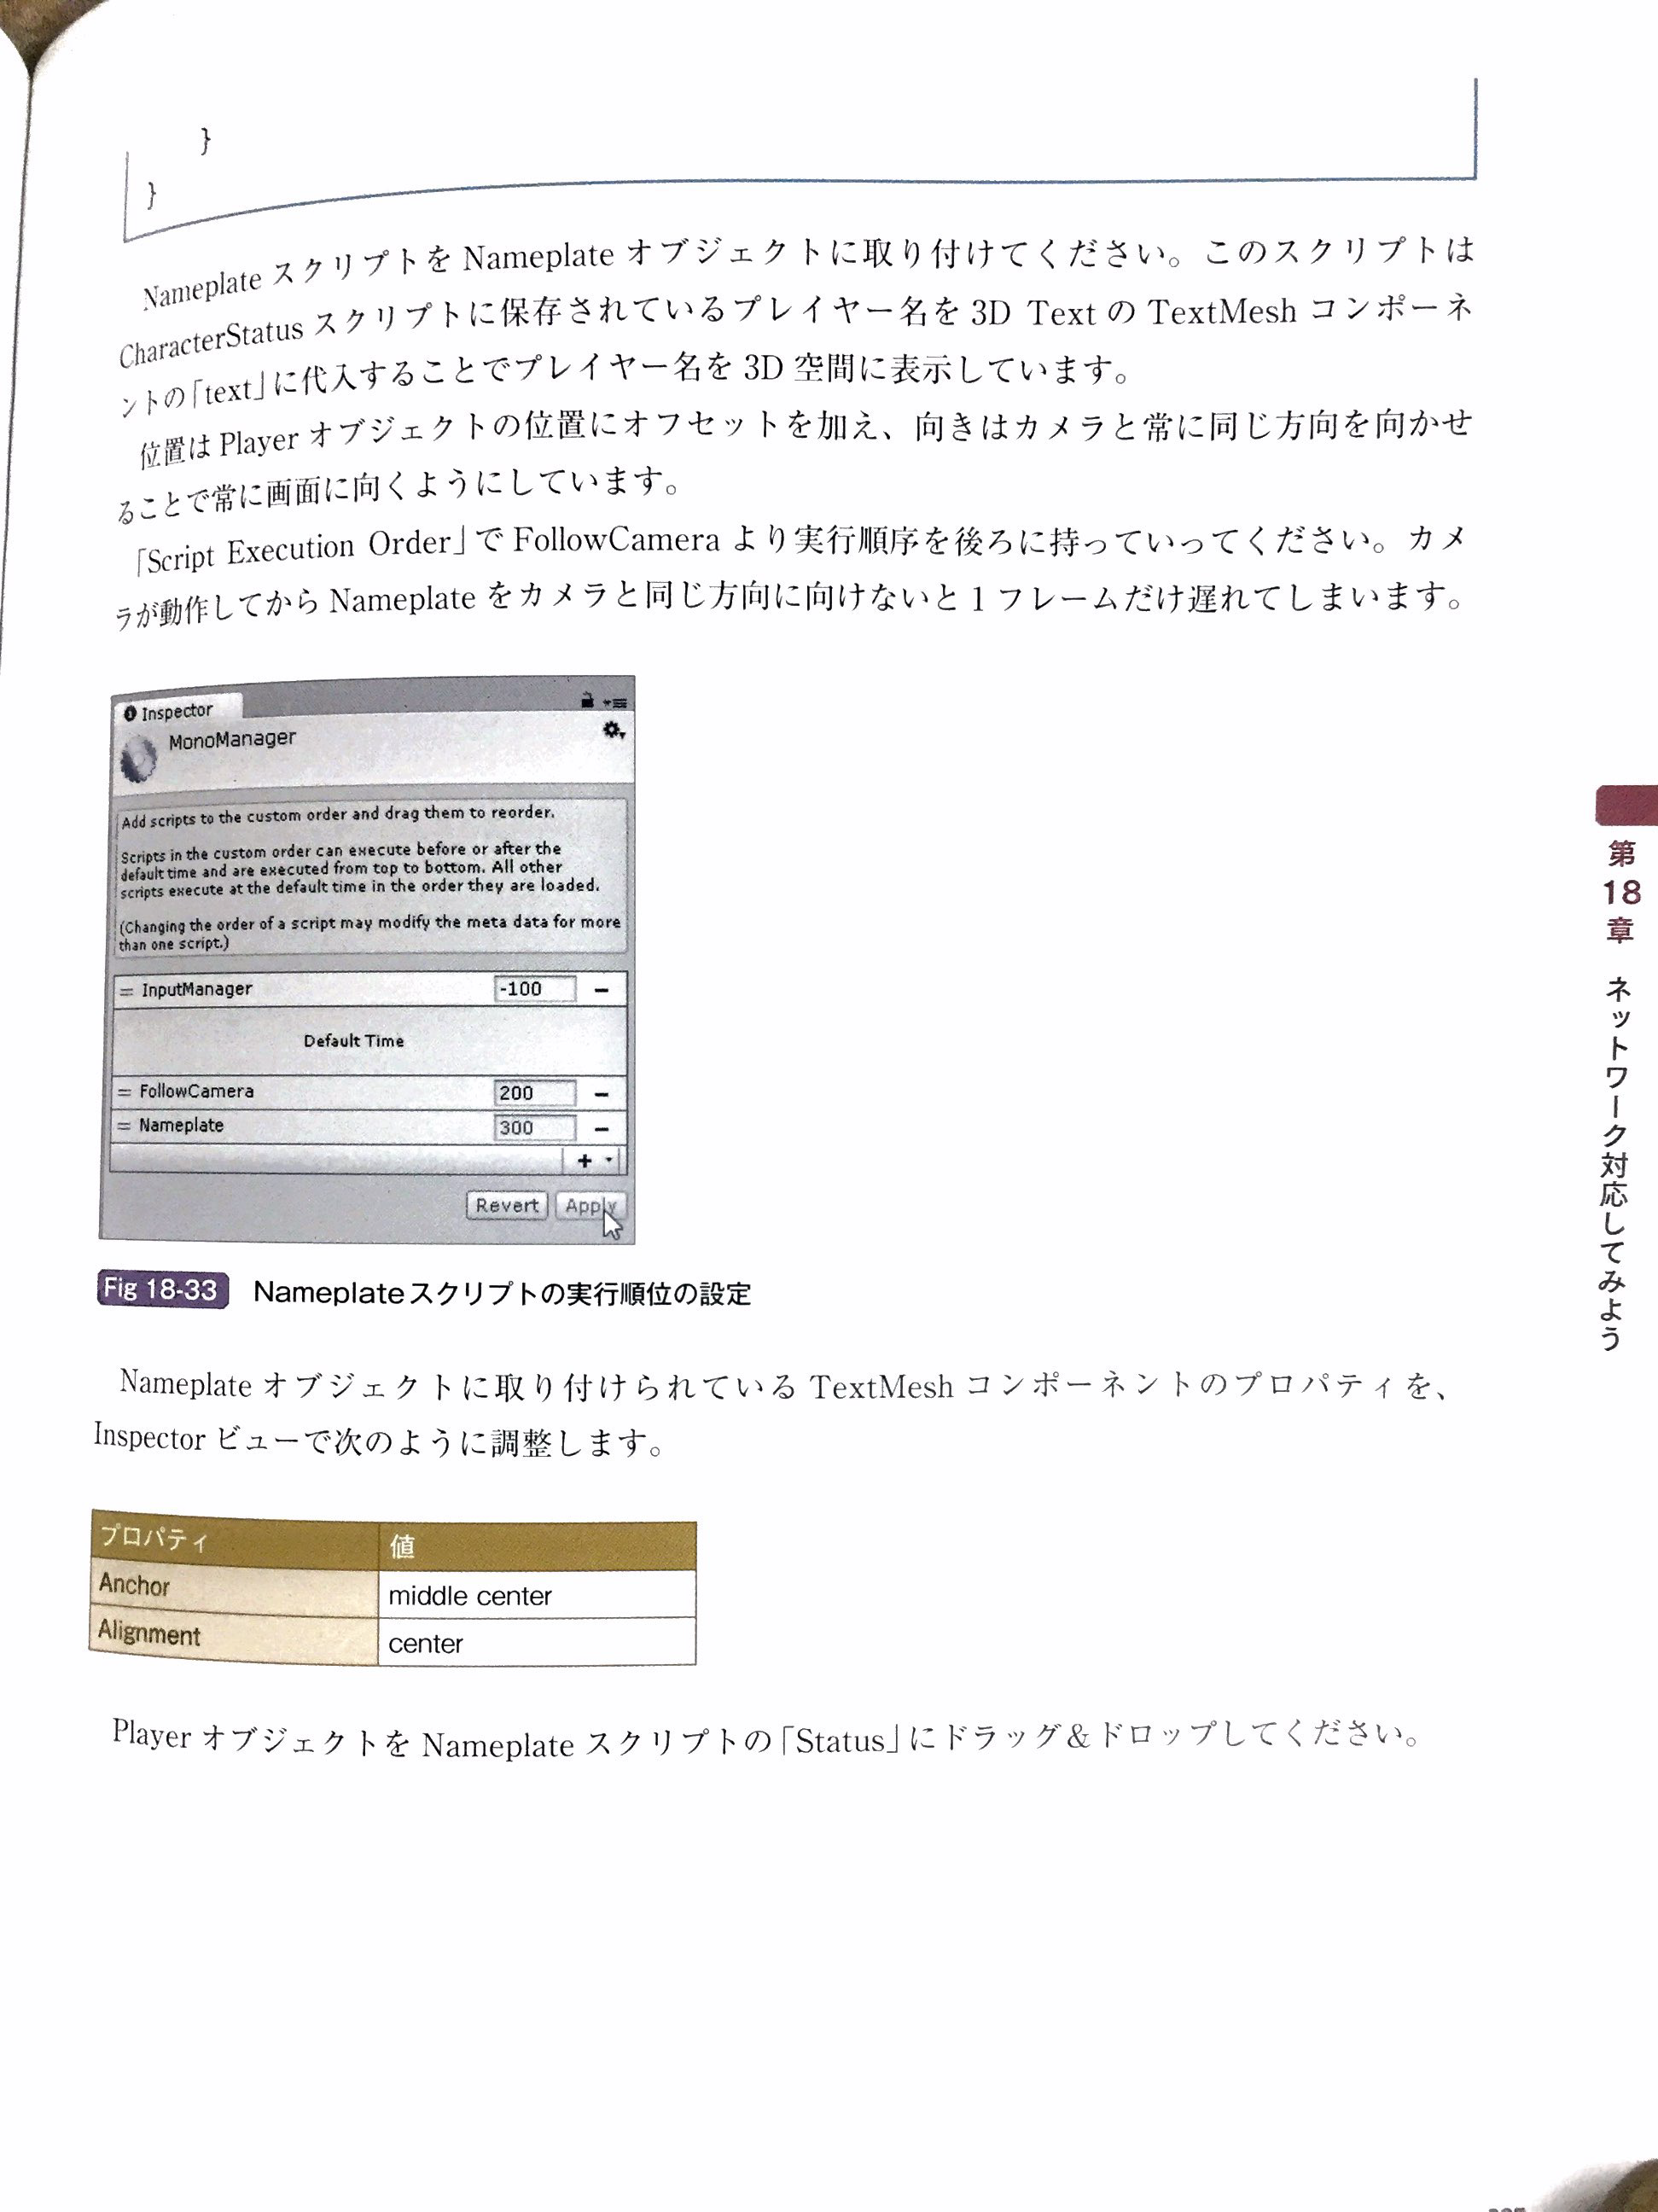 }
}
Nameplate スクリプトを Nameplate オブジェクトに取り付けてください。このスクリプトは
CharacterStatus スクリプトに保存されているプレイヤー名を 3D Text の TextMesh コンポーネ
ントの「text」に代入することでプレイヤー名を 3D 空間に表示しています。
位置は Player オブジェクトの位置にオフセットを加え、向きはカメラと常に同じ方向を向かせ
ることで常に画面に向くようにしています。
「Script Execution Order」で FollowCamera より実行順序を後ろに持っていってください。カメ
ラが動作してから Nameplate をカメラと同じ方向に向けないと 1 フレームだけ遅れてしまいます。
Inspector
MonoManager
Add scripts to the custom order and drag them to reorder.
Scripts in the custom order can execute before or after the
default time and are executed from top to bottom. All other
scripts execute at the default time in the order they are loaded.
(Changing the order of a script may modify the meta data for more
than one script.)
= InputManager -100 −
Default Time
= FollowCamera 200 −
= Nameplate 300 −
+
Revert Apply
Fig 18-33 Nameplateスクリプトの実行順位の設定
Nameplate オブジェクトに取り付けられている TextMesh コンポーネントのプロパティを、
Inspector ビューで次のように調整します。
プロパティ 値
Anchor middle center
Alignment center
Player オブジェクトを Nameplate スクリプトの「Status」にドラッグ＆ドロップしてください。
第18章 ネットワーク対応してみよう